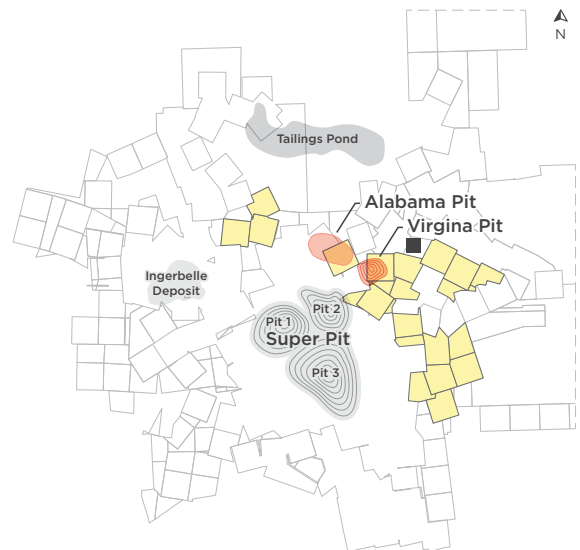 N
Tailings Pond
Alabama Pit
Virgina Pit
Ingerbelle
Deposit
Pit 2
Pit 1
Super Pit
Pit 3